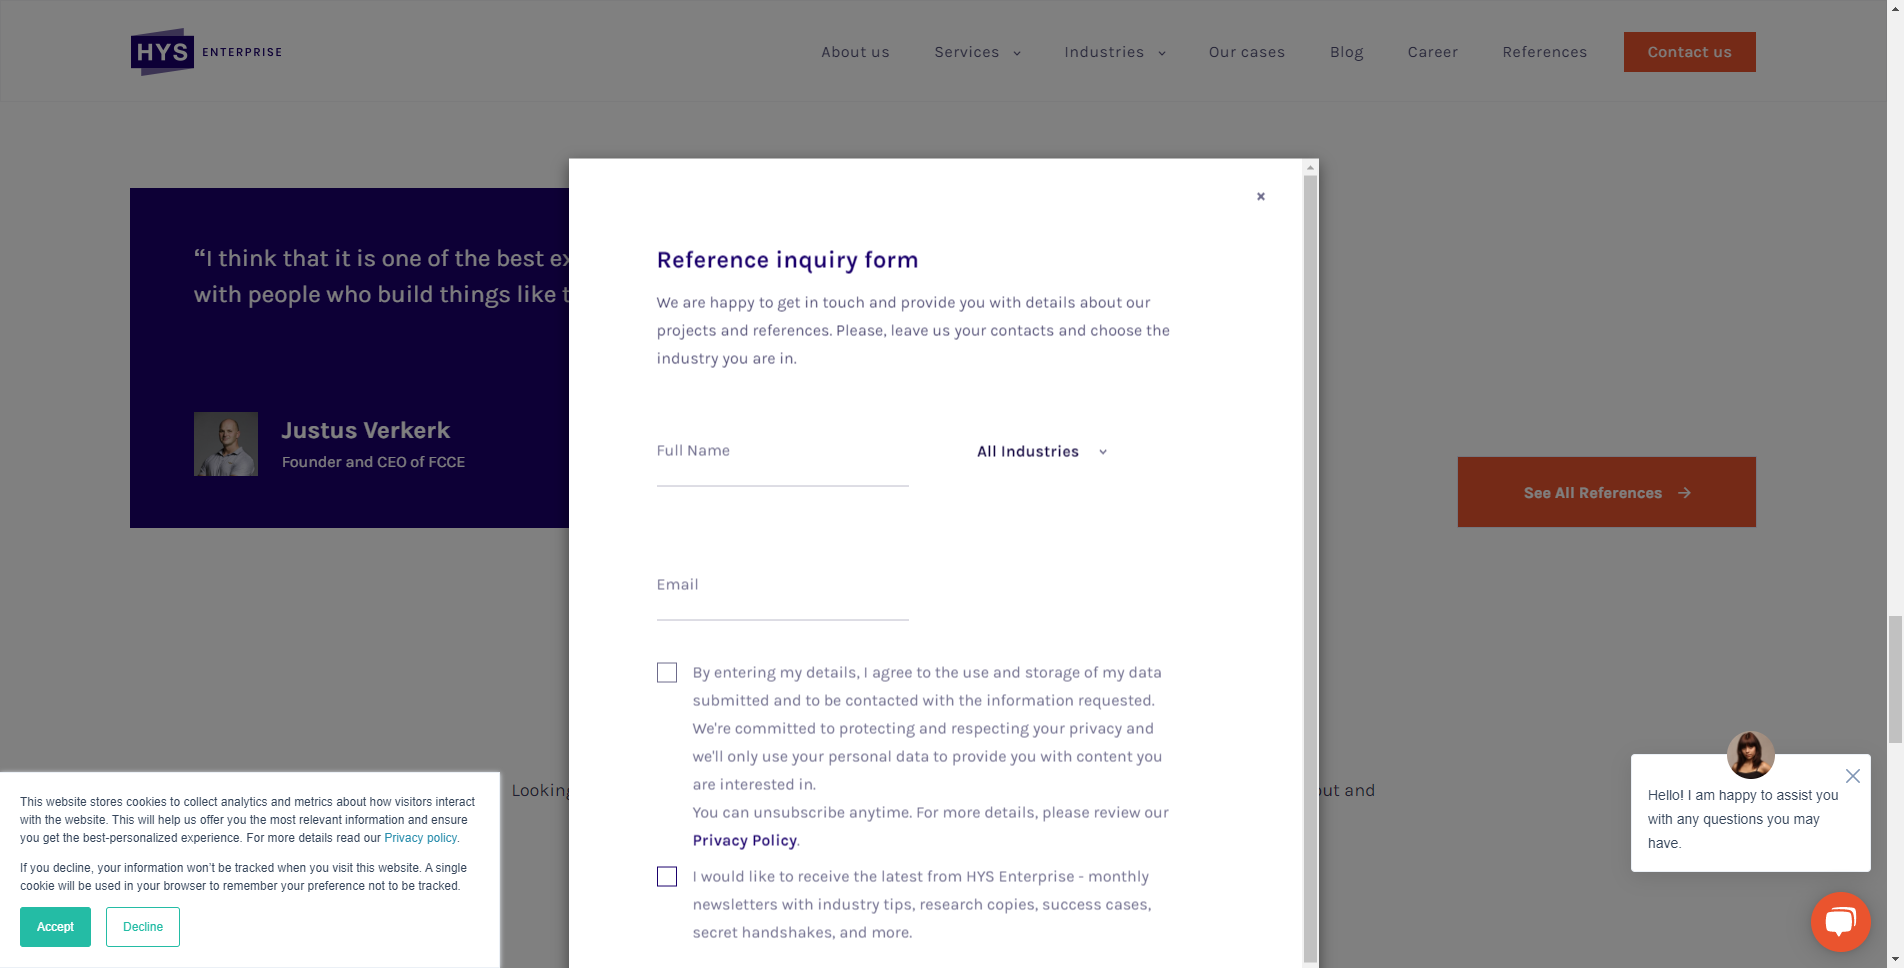 HYS ENTERPRISE
About us
Services
Industries
Our cases
Blog
Career
References
Contact us
“I think that it is one of the best ex
with people who build things like t
Justus Verkerk
Founder and CEO of FCCE
×
Reference inquiry form
We are happy to get in touch and provide you with details about our
projects and references. Please, leave us your contacts and choose the
industry you are in.
Full Name
All Industries
Email
By entering my details, I agree to the use and storage of my data
submitted and to be contacted with the information requested.
We're committed to protecting and respecting your privacy and
we'll only use your personal data to provide you with content you
are interested in.
You can unsubscribe anytime. For more details, please review our
Privacy Policy.
I would like to receive the latest from HYS Enterprise - monthly
newsletters with industry tips, research copies, success cases,
secret handshakes, and more.
See All References →
Looking
and
This website stores cookies to collect analytics and metrics about how visitors interact
with the website. This will help us offer you the most relevant information and ensure
you get the best-personalized experience. For more details read our Privacy policy.
If you decline, your information won’t be tracked when you visit this website. A single
cookie will be used in your browser to remember your preference not to be tracked.
Accept
Decline
Hello! I am happy to assist you
with any questions you may
have.